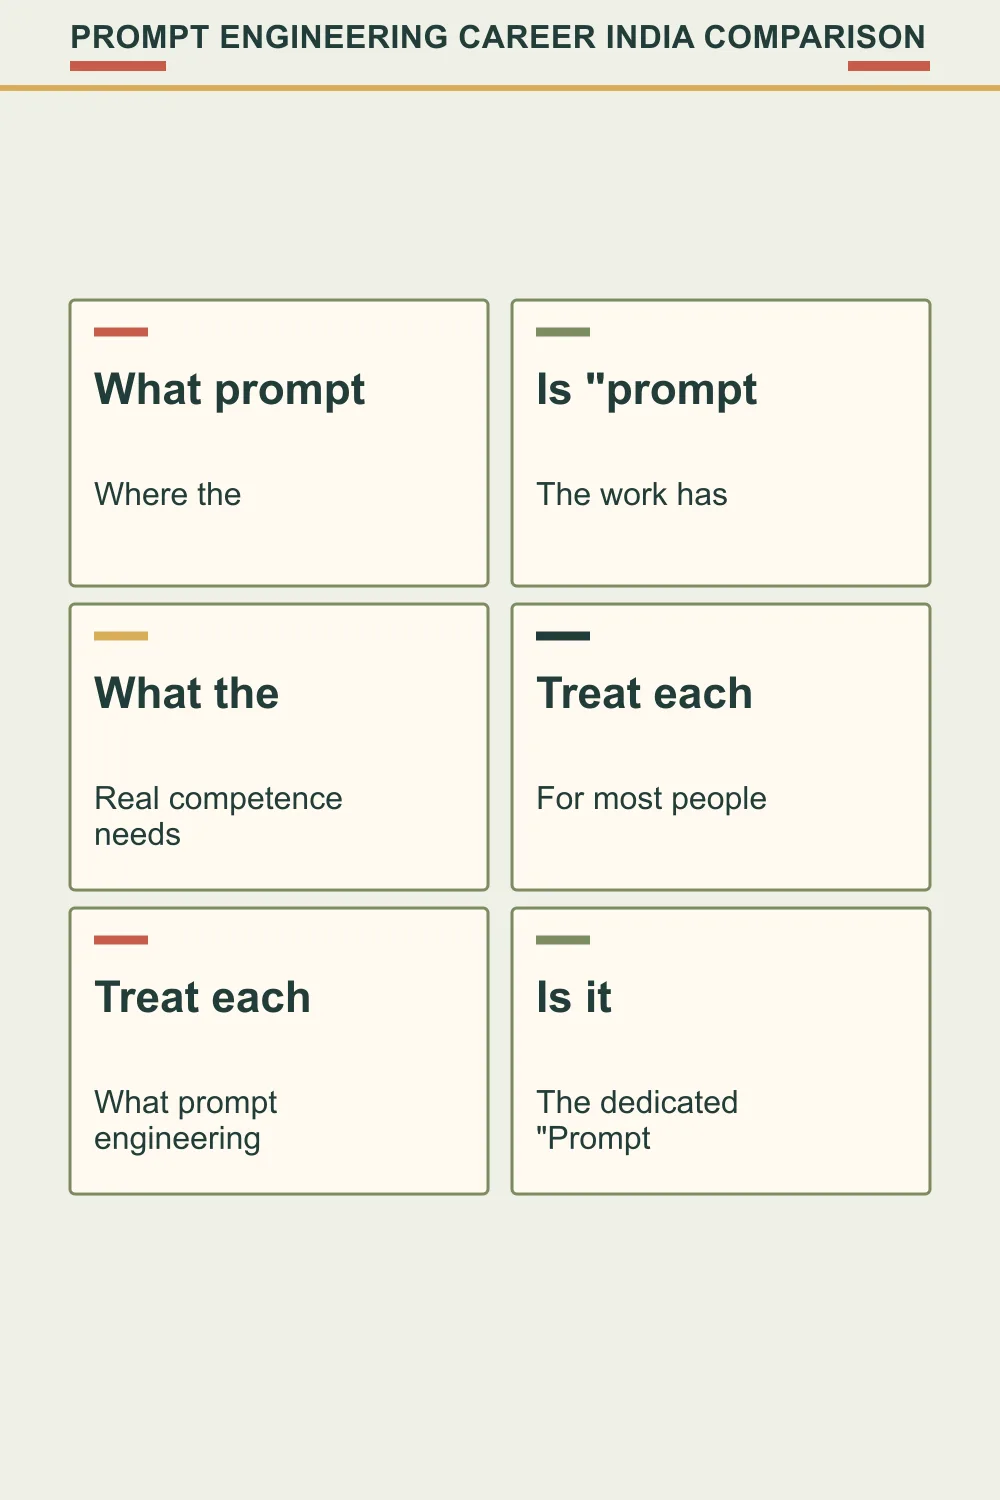 PROMPT ENGINEERING CAREER INDIA COMPARISON
What prompt
Where the
Is "prompt
The work has
What the
Real competence
needs
Treat each
For most people
Treat each
What prompt
engineering
Is it
The dedicated
"Prompt